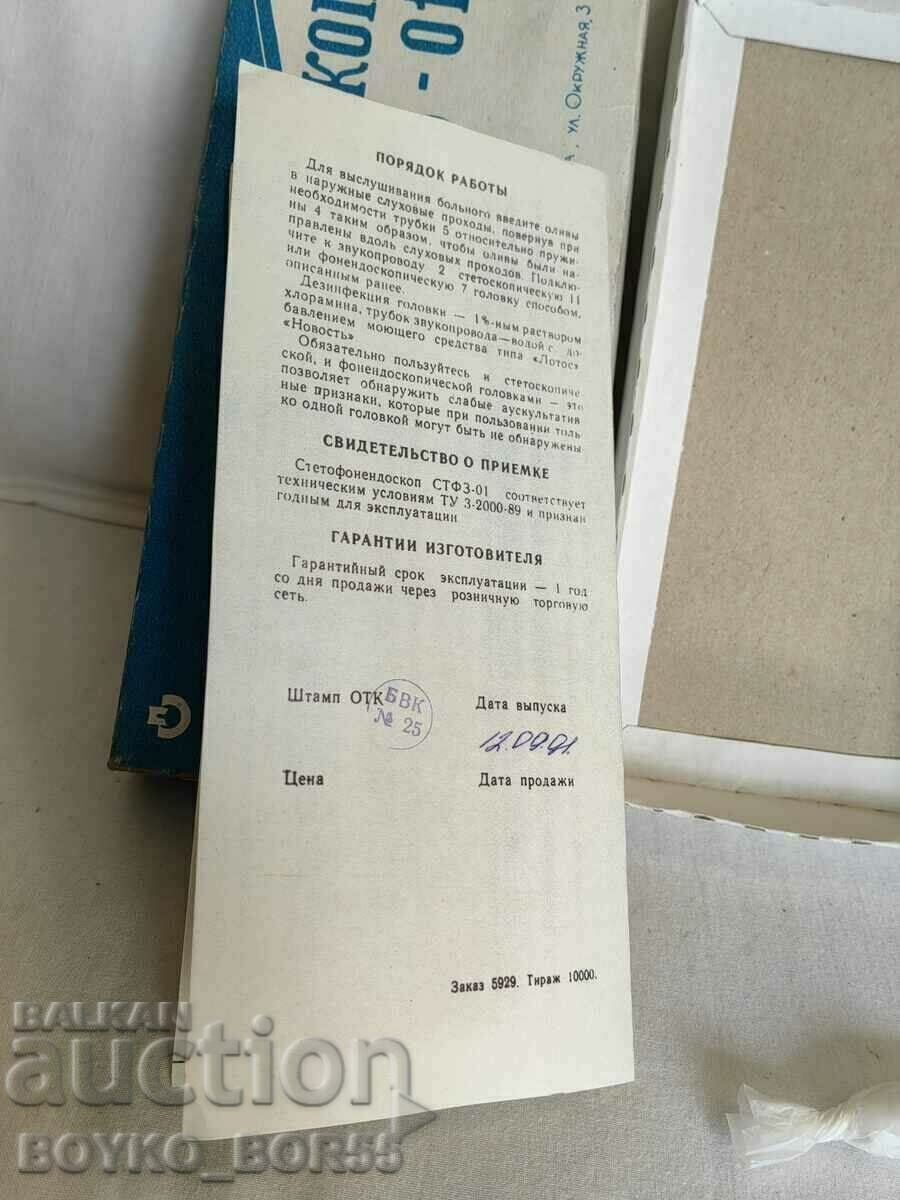 КОП
-01
, ул. Окружная, 3
ПОРЯДОК РАБОТЫ
Для выслушивания больного введите оливы
в наружные слуховые проходы, повернув при
необходимости трубки 5 относительно пружи-
ны 4 таким образом, чтобы оливы были на-
правлены вдоль слуховых проходов. Подклю-
чите к звукопроводу 2 стетоскопическую 11
или фонендоскопическую 7 головку способом,
описанным ранее.
Дезинфекция головки — 1%-ным раствором
хлорамина, трубок звукопровода—водой с до-
бавлением моющего средства типа «Лотос»
«Новость»
Обязательно пользуйтесь и стетоскопиче
ской, и фонендоскопической головками — это
позволяет обнаружить слабые аускультатив
ные признаки, которые при пользовании толь
ко одной головкой могут быть не обнаружены
СВИДЕТЕЛЬСТВО О ПРИЕМКЕ
Стетофонендоскоп СТФЗ-01 соответствует
техническим условиям ТУ 3-2000-89 и признан
годным для эксплуатации
ГАРАНТИИ ИЗГОТОВИТЕЛЯ
Гарантийный срок эксплуатации — 1 год
со дня продажи через розничную торговую
сеть.
Штамп ОТК
БВК
№ 25
Дата выпуска
12.09.91.
Цена
Дата продажи
Заказ 5929. Тираж 10000.
BALKAN
auction
BOYKO_BOR55